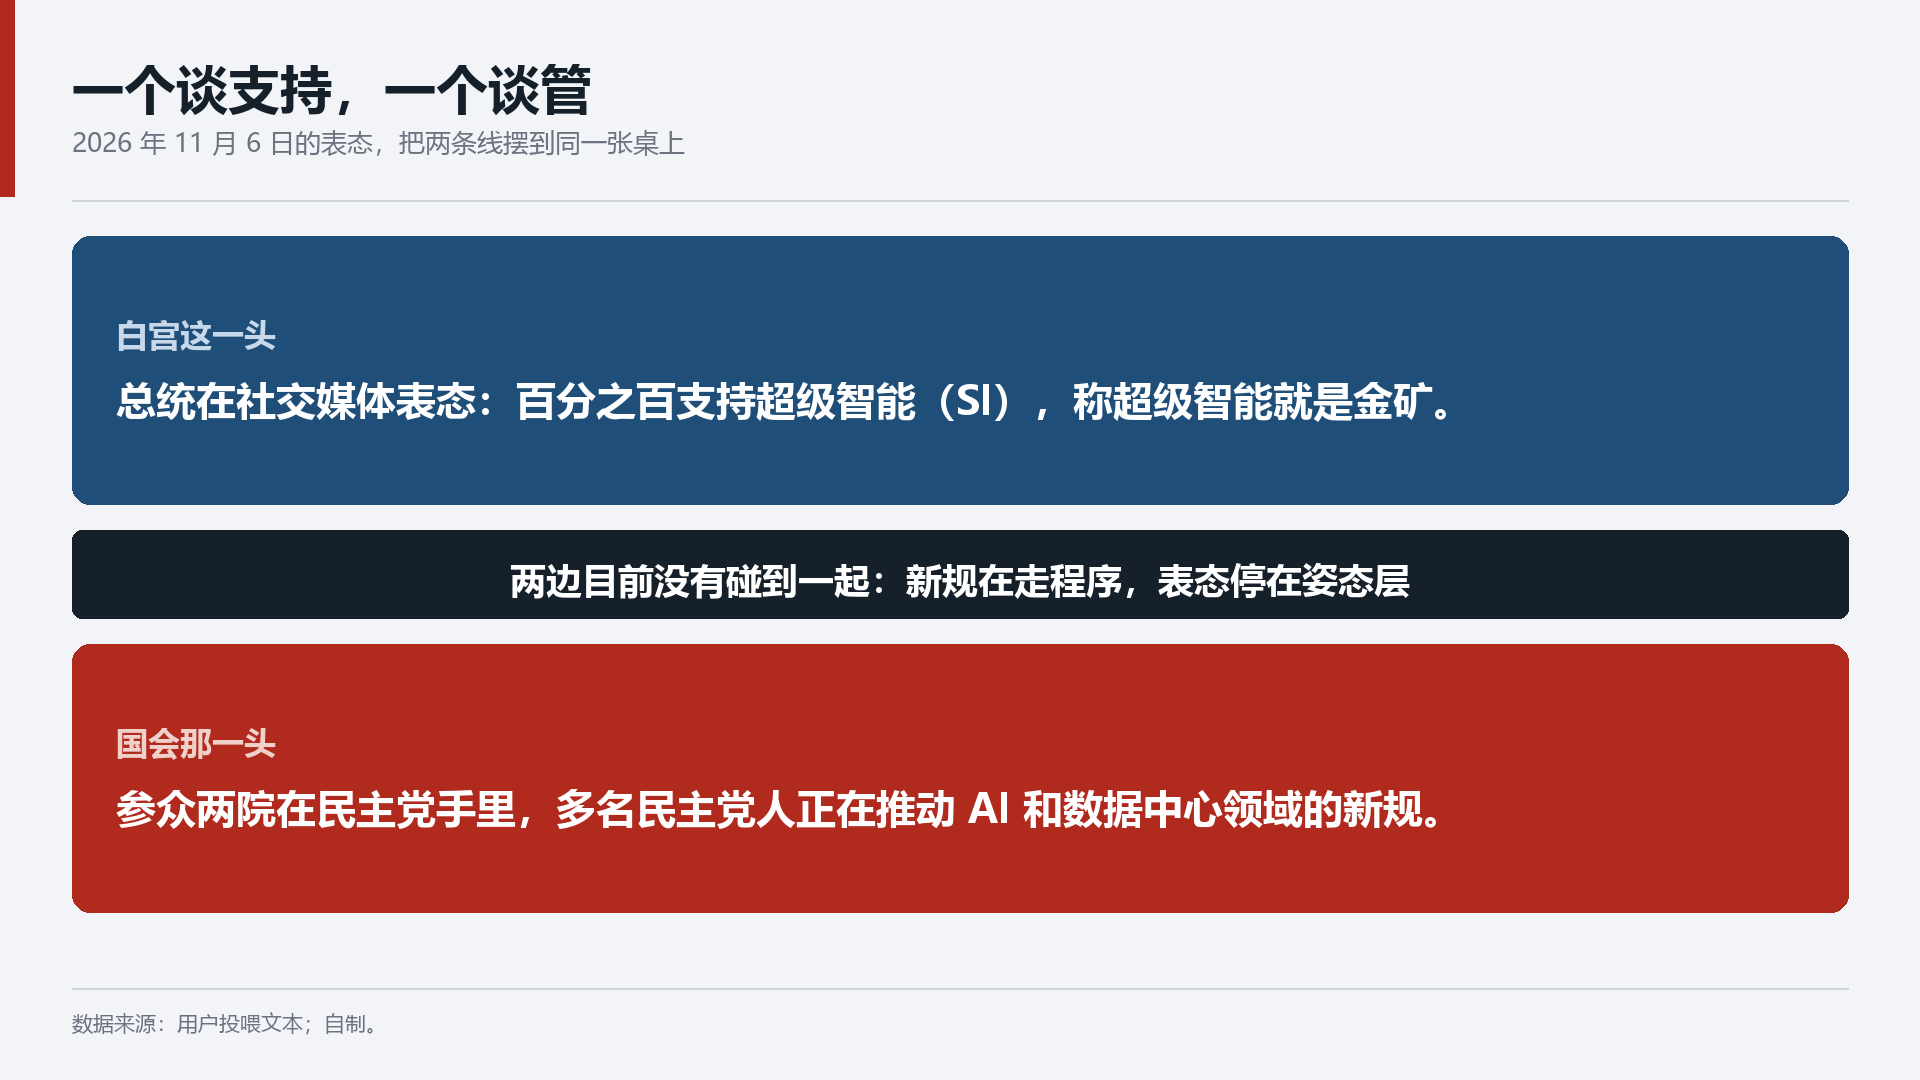 一个谈支持，一个谈管
2026 年 11 月 6 日的表态，把两条线摆到同一张桌上
白宫这一头
总统在社交媒体表态：百分之百支持超级智能（SI），称超级智能就是金矿。
两边目前没有碰到一起：新规在走程序，表态停在姿态层
国会那一头
参众两院在民主党手里，多名民主党人正在推动 AI 和数据中心领域的新规。
数据来源：用户投喂文本；自制。